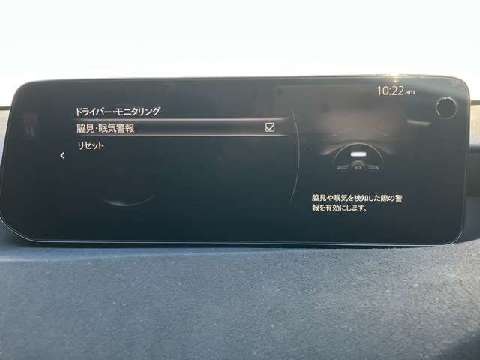 10:22
ドライバー・モニタリング
脇見・眠気警報
リセット
脇見や眠気を検知した際の警
報を有効にします。